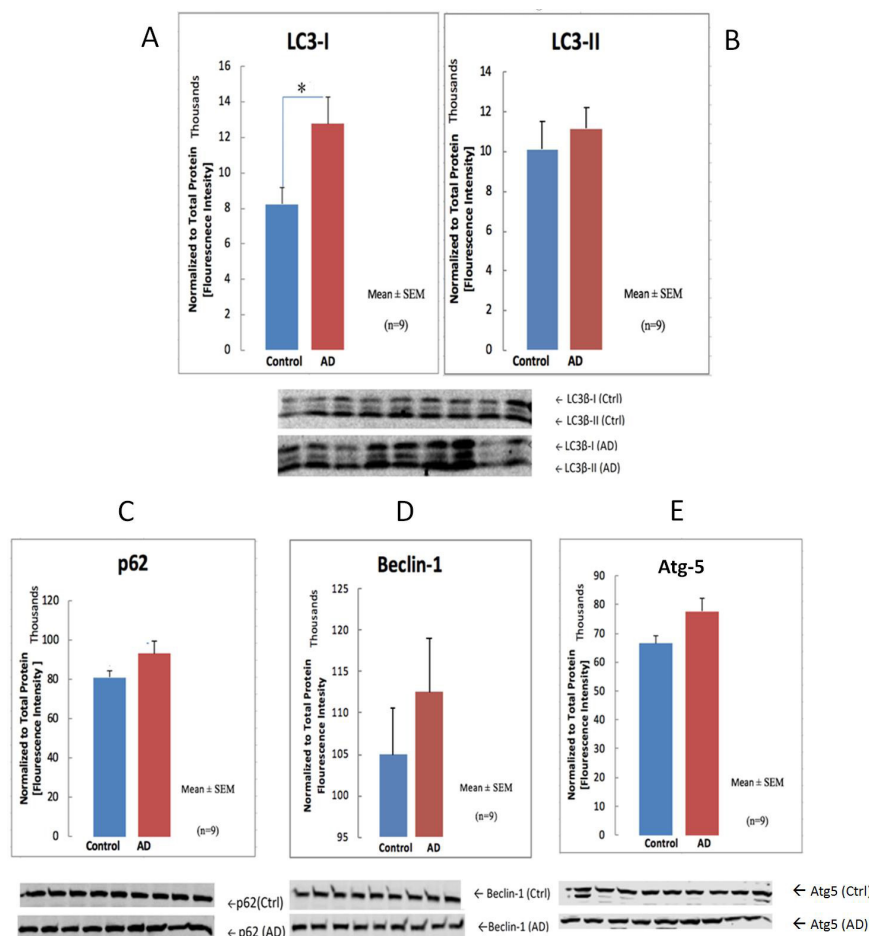 A
LC3-I
Normalized to Total Protein
[Flourescnece Intesity]
Thousands
16
14
12
10
8
6
4
2
0
*
Mean ± SEM
(n=9)
Control
AD
B
LC3-II
Normalized to Total Protein
[Flourescence Intensity]
Thousands
14
12
10
8
6
4
2
0
Mean ± SEM
(n=9)
Control
AD
← LC3β-I (Ctrl)
← LC3β-II (Ctrl)
← LC3β-I (AD)
← LC3β-II (AD)
C
p62
Normalized to Total Protein
[Flourescence Intensity ]
Thousands
120
100
80
60
40
20
0
Mean ± SEM
(n=9)
Control
AD
←p62(Ctrl)
← p62 (AD)
D
Beclin-1
Normalized to Total Protein
Flourescence Intesity
Thousands
125
120
115
110
105
100
95
Mean ± SEM
(n=9)
Control
AD
← Beclin-1 (Ctrl)
←Beclin-1 (AD)
E
Atg-5
Normalized to Total Protein
[Flourescence Intensity]
Thousands
90
80
70
60
50
40
30
20
10
0
Mean ± SEM
(n=9)
Control
AD
← Atg5 (Ctrl)
← Atg5 (AD)